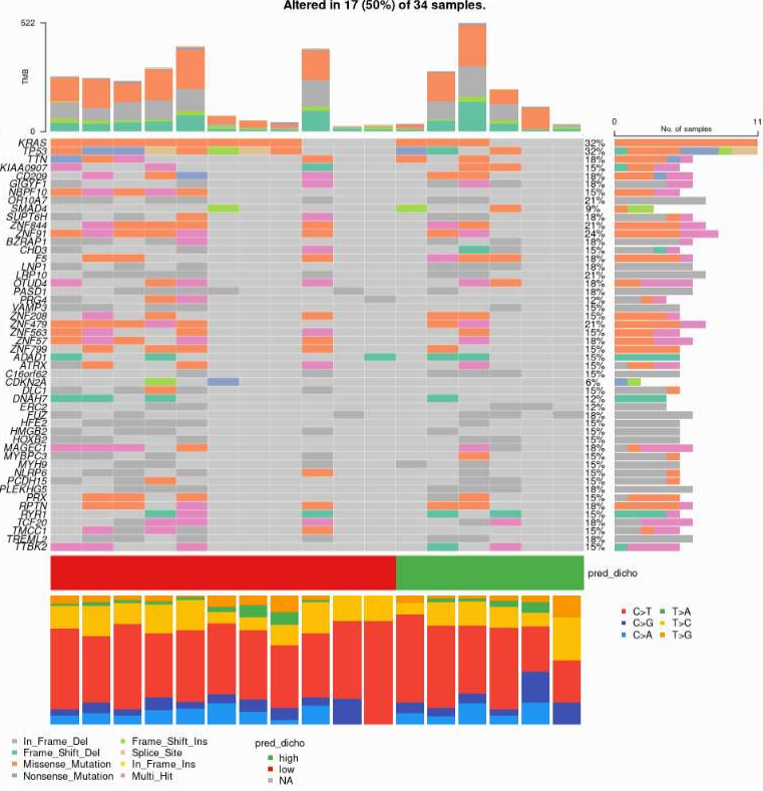 Altered in 17 (50%) of 34 samples.
522
TMB
0
0
11
No. of samples
KRAS 32%
TP53 32%
TTN 18%
KIAA0907 15%
CD209 18%
GIGYF1 18%
NBPF10 15%
OR10A7 21%
SMAD4 9%
SUPT6H 18%
ZNF844 21%
ZNF91 24%
BZRAP1 18%
CHD3 15%
F5 18%
LNP1 18%
LRP10 21%
OTUD4 18%
PASD1 18%
PRG4 12%
VAMP3 15%
ZNF208 15%
ZNF479 21%
ZNF563 15%
ZNF57 18%
ZNF799 15%
ADAD1 15%
ATRX 15%
C16orf62 15%
CDKN2A 6%
DLC1 15%
DNAH7 12%
ERC2 12%
FUZ 18%
HFE2 15%
HMGB2 15%
HOXB2 15%
MAGEC1 18%
MYBPC3 15%
MYH9 15%
NLRP6 15%
PCDH15 15%
PLEKHG5 18%
PRX 15%
RPTN 18%
RYR1 15%
TCF20 18%
TMCC1 15%
TREML2 18%
TTBK2 15%
pred_dicho
C>T T>A
C>G T>C
C>A T>G
In_Frame_Del Frame_Shift_Ins
Frame_Shift_Del Splice_Site
Missense_Mutation In_Frame_Ins
Nonsense_Mutation Multi_Hit
pred_dicho
high
low
NA